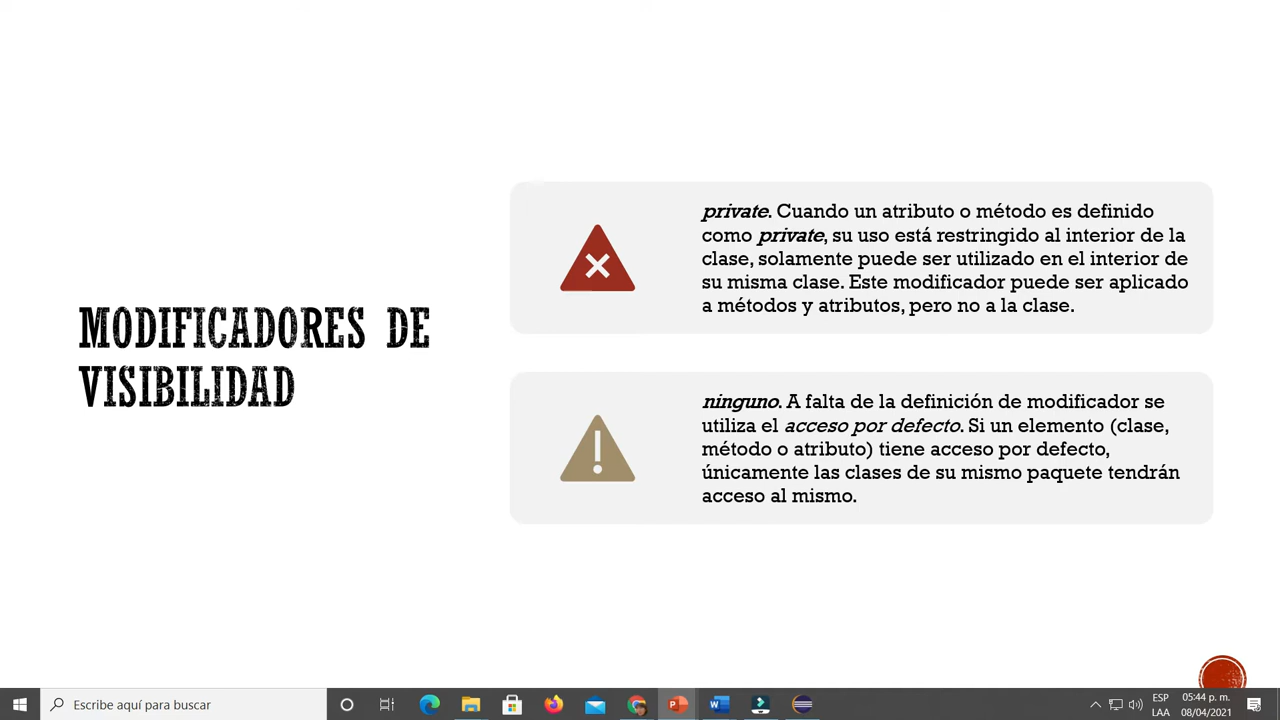 MODIFICADORES DE
VISIBILIDAD
private. Cuando un atributo o método es definido
como private, su uso está restringido al interior de la
clase, solamente puede ser utilizado en el interior de
su misma clase. Este modificador puede ser aplicado
a métodos y atributos, pero no a la clase.
ninguno. A falta de la definición de modificador se
utiliza el acceso por defecto. Si un elemento (clase,
método o atributo) tiene acceso por defecto,
únicamente las clases de su mismo paquete tendrán
acceso al mismo.
Escribe aquí para buscar
ESP
LAA
05:44 p. m.
08/04/2021